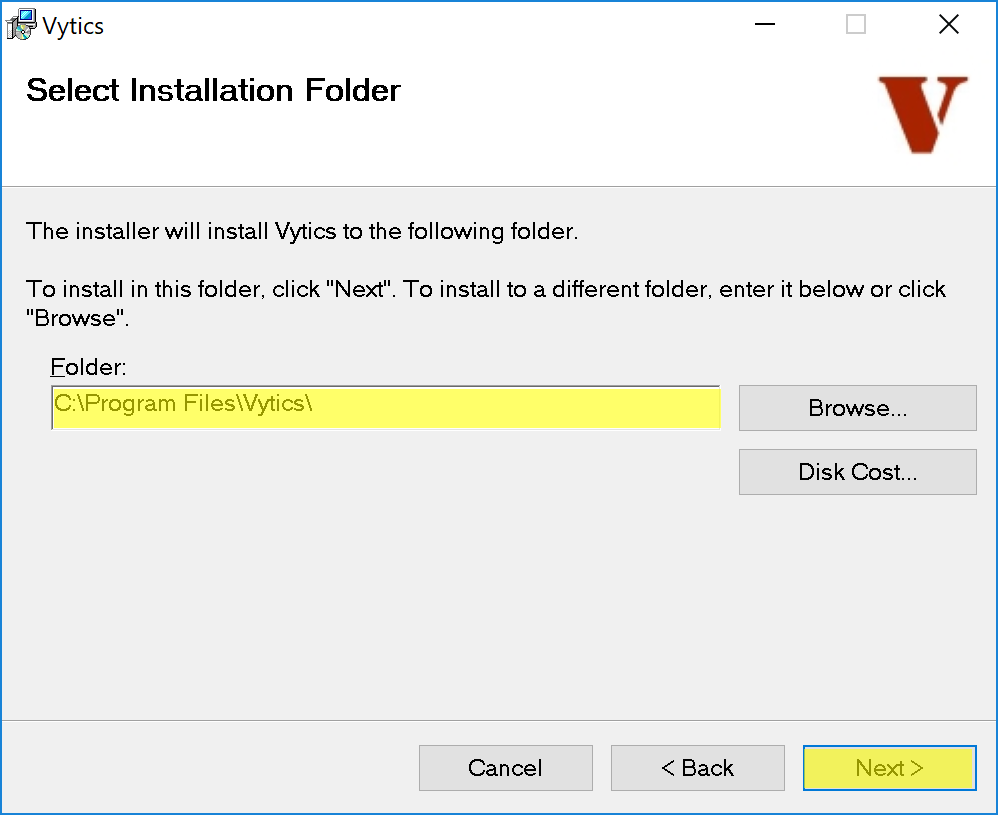 Vytics
Select Installation Folder
V
The installer will install Vytics to the following folder.
To install in this folder, click "Next". To install to a different folder, enter it below or click
"Browse".
Folder:
C:\Program Files\Vytics\
Browse...
Disk Cost...
Cancel
< Back
Next >